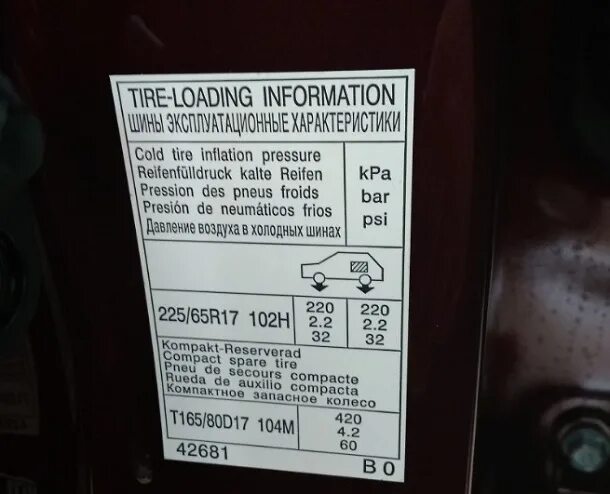 TIRE-LOADING INFORMATION
ШИНЫ ЭКСПЛУАТАЦИОННЫЕ ХАРАКТЕРИСТИКИ
Cold tire inflation pressure
Reifenfülldruck kalte Reifen
Pression des pneus froids
Presión de neumáticos frios
Давление воздуха в холодных шинах
kPa
bar
psi
225/65R17 102H
220
2.2
32
220
2.2
32
Kompakt-Reserverad
Compact spare tire
Pneu de secours compacte
Rueda de auxilio compacta
Компактное запасное колесо
T165/80D17 104M
420
4.2
60
42681
B 0